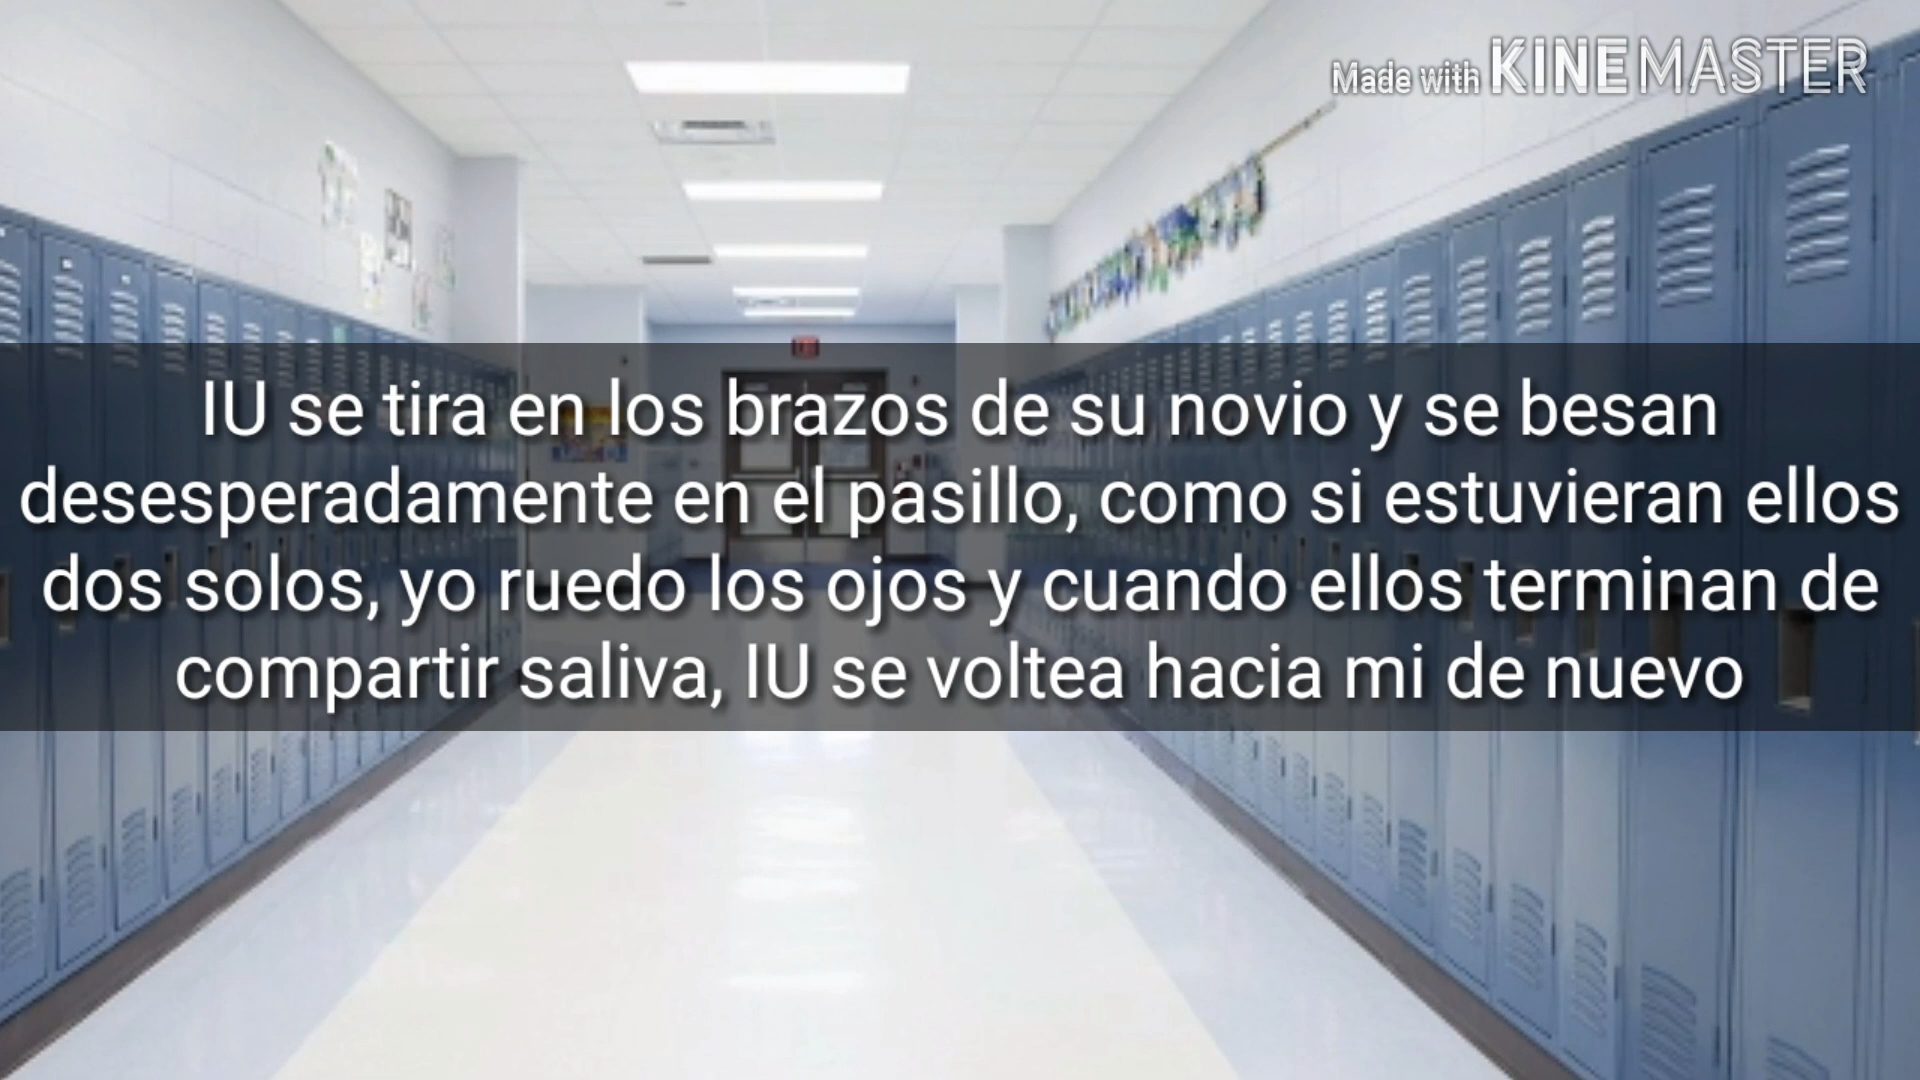 Made with KINEMASTER
IU se tira en los brazos de su novio y se besan
desesperadamente en el pasillo, como si estuvieran ellos
dos solos, yo ruedo los ojos y cuando ellos terminan de
compartir saliva, IU se voltea hacia mi de nuevo